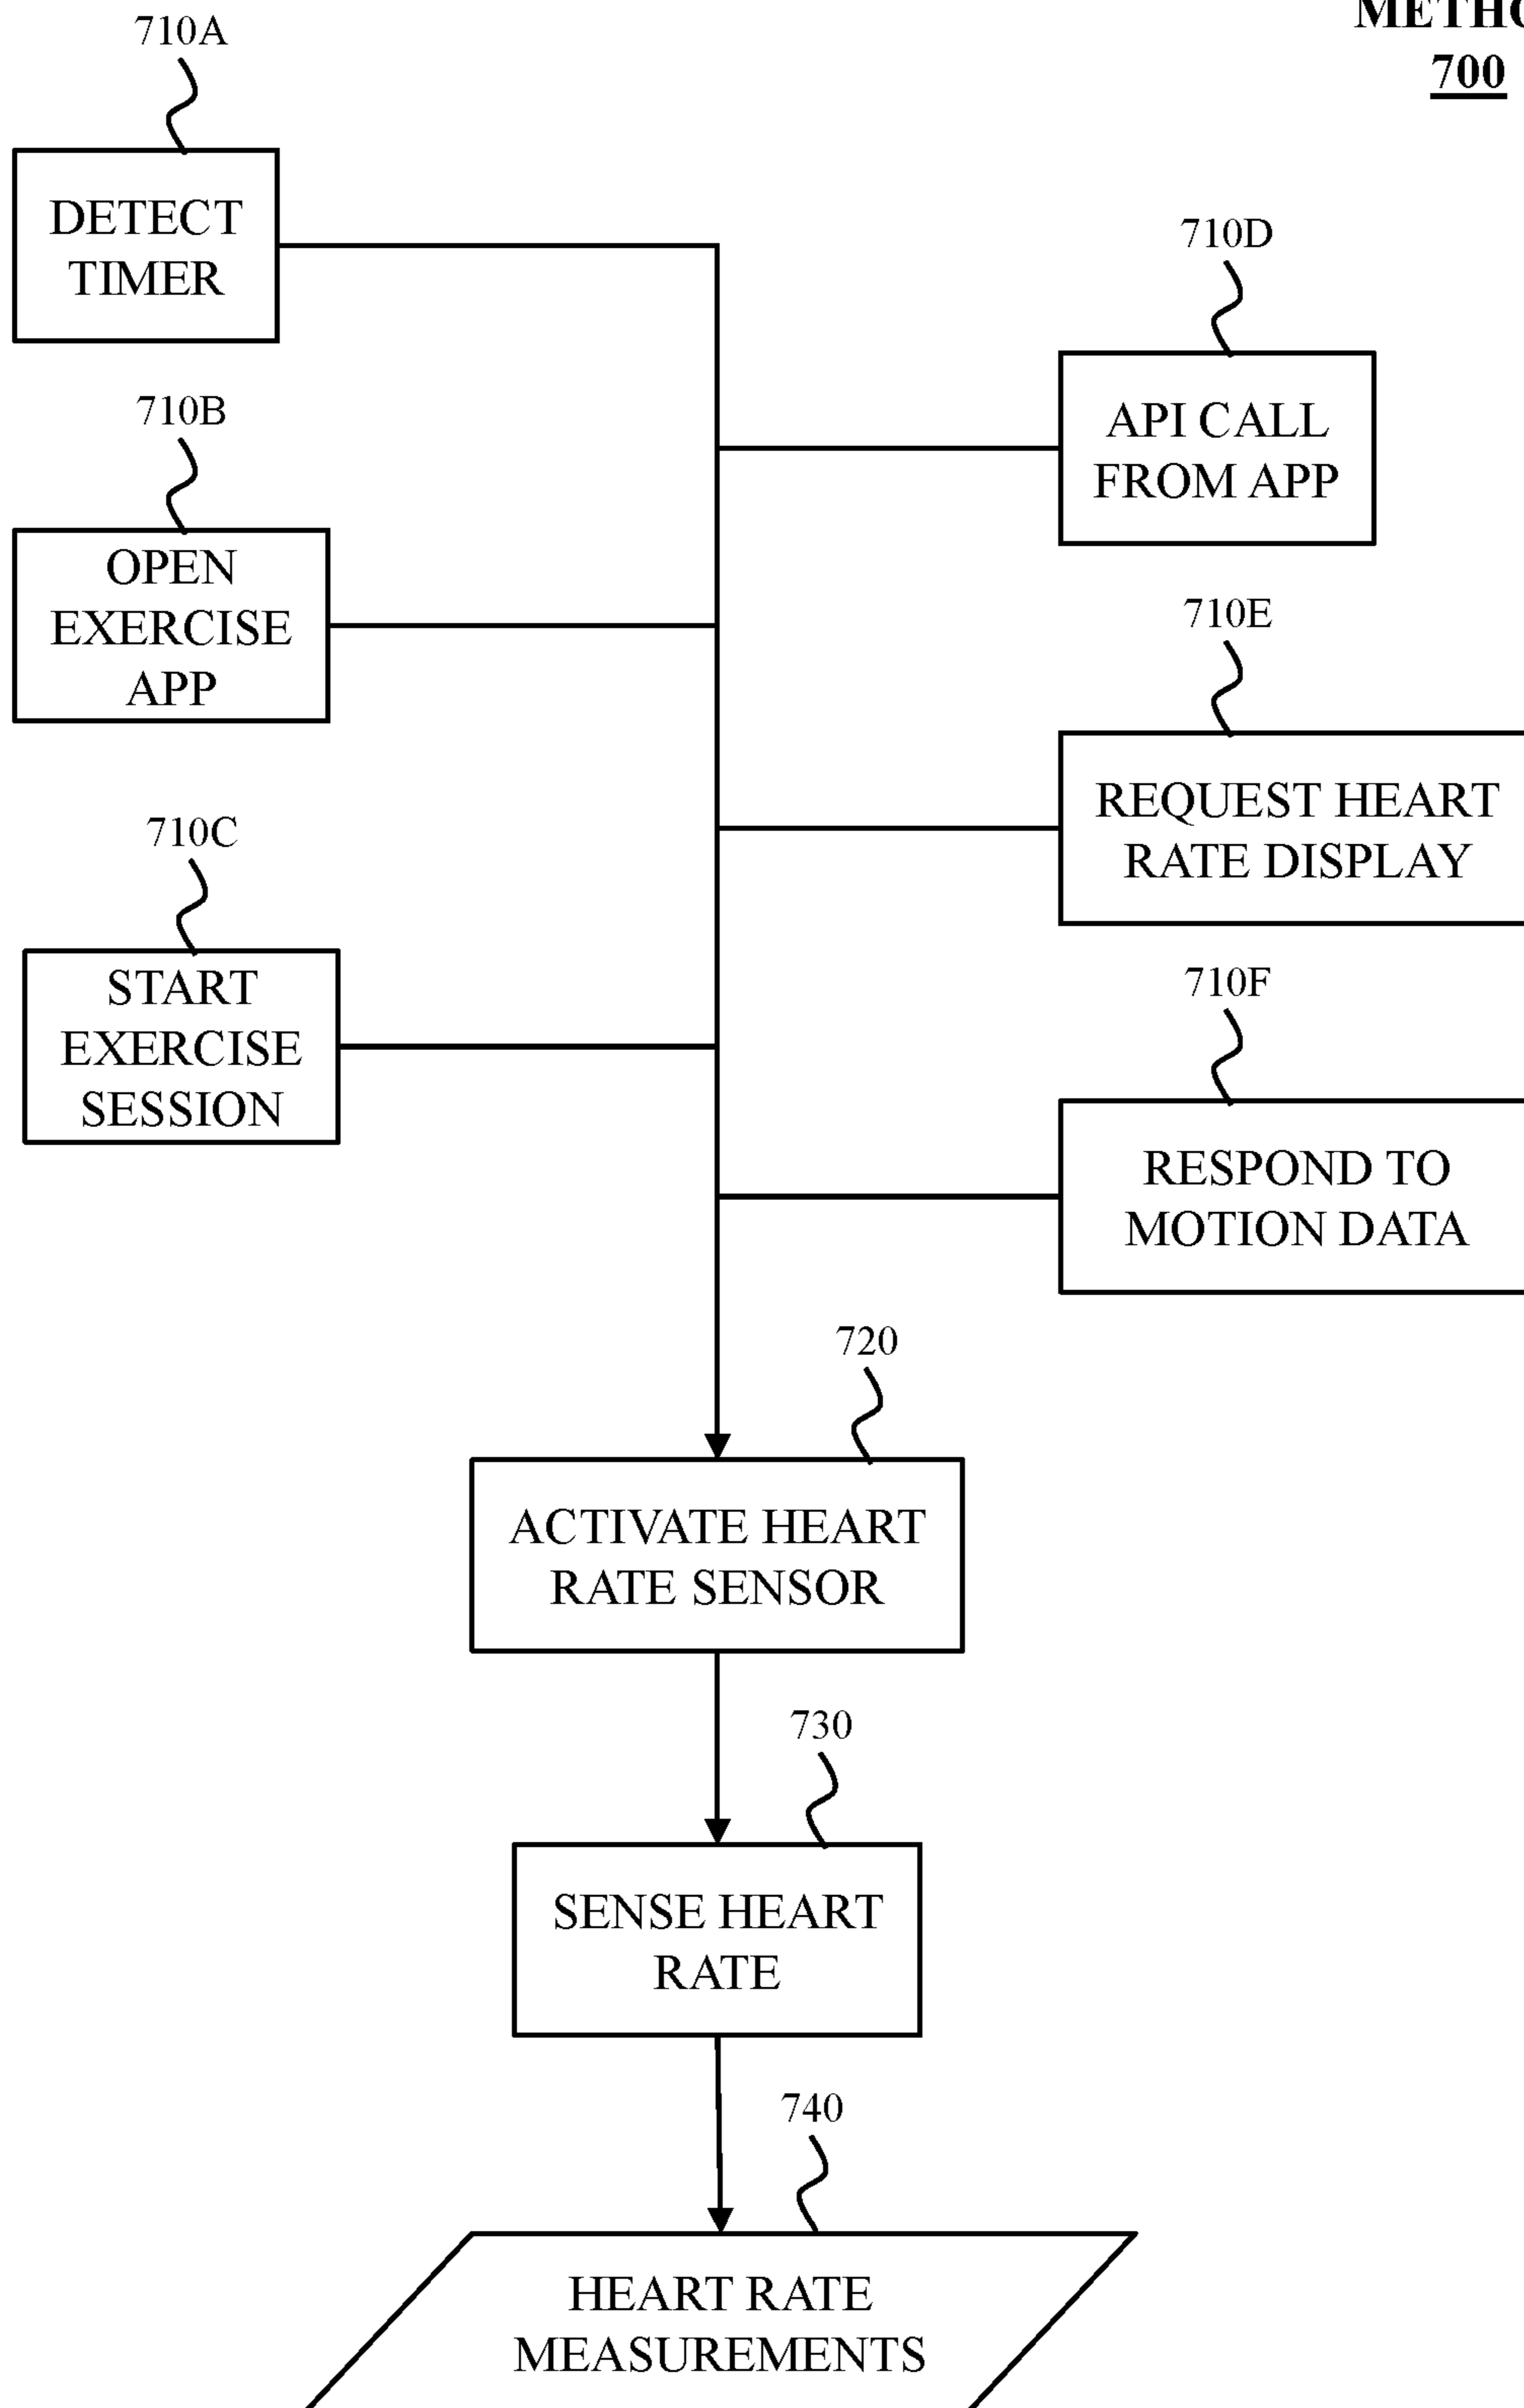 METHO
700
710A
DETECT
TIMER
710D
API CALL
FROM APP
710B
OPEN
EXERCISE
APP
710E
REQUEST HEART
RATE DISPLAY
710C
START
EXERCISE
SESSION
710F
RESPOND TO
MOTION DATA
720
ACTIVATE HEART
RATE SENSOR
730
SENSE HEART
RATE
740
HEART RATE
MEASUREMENTS